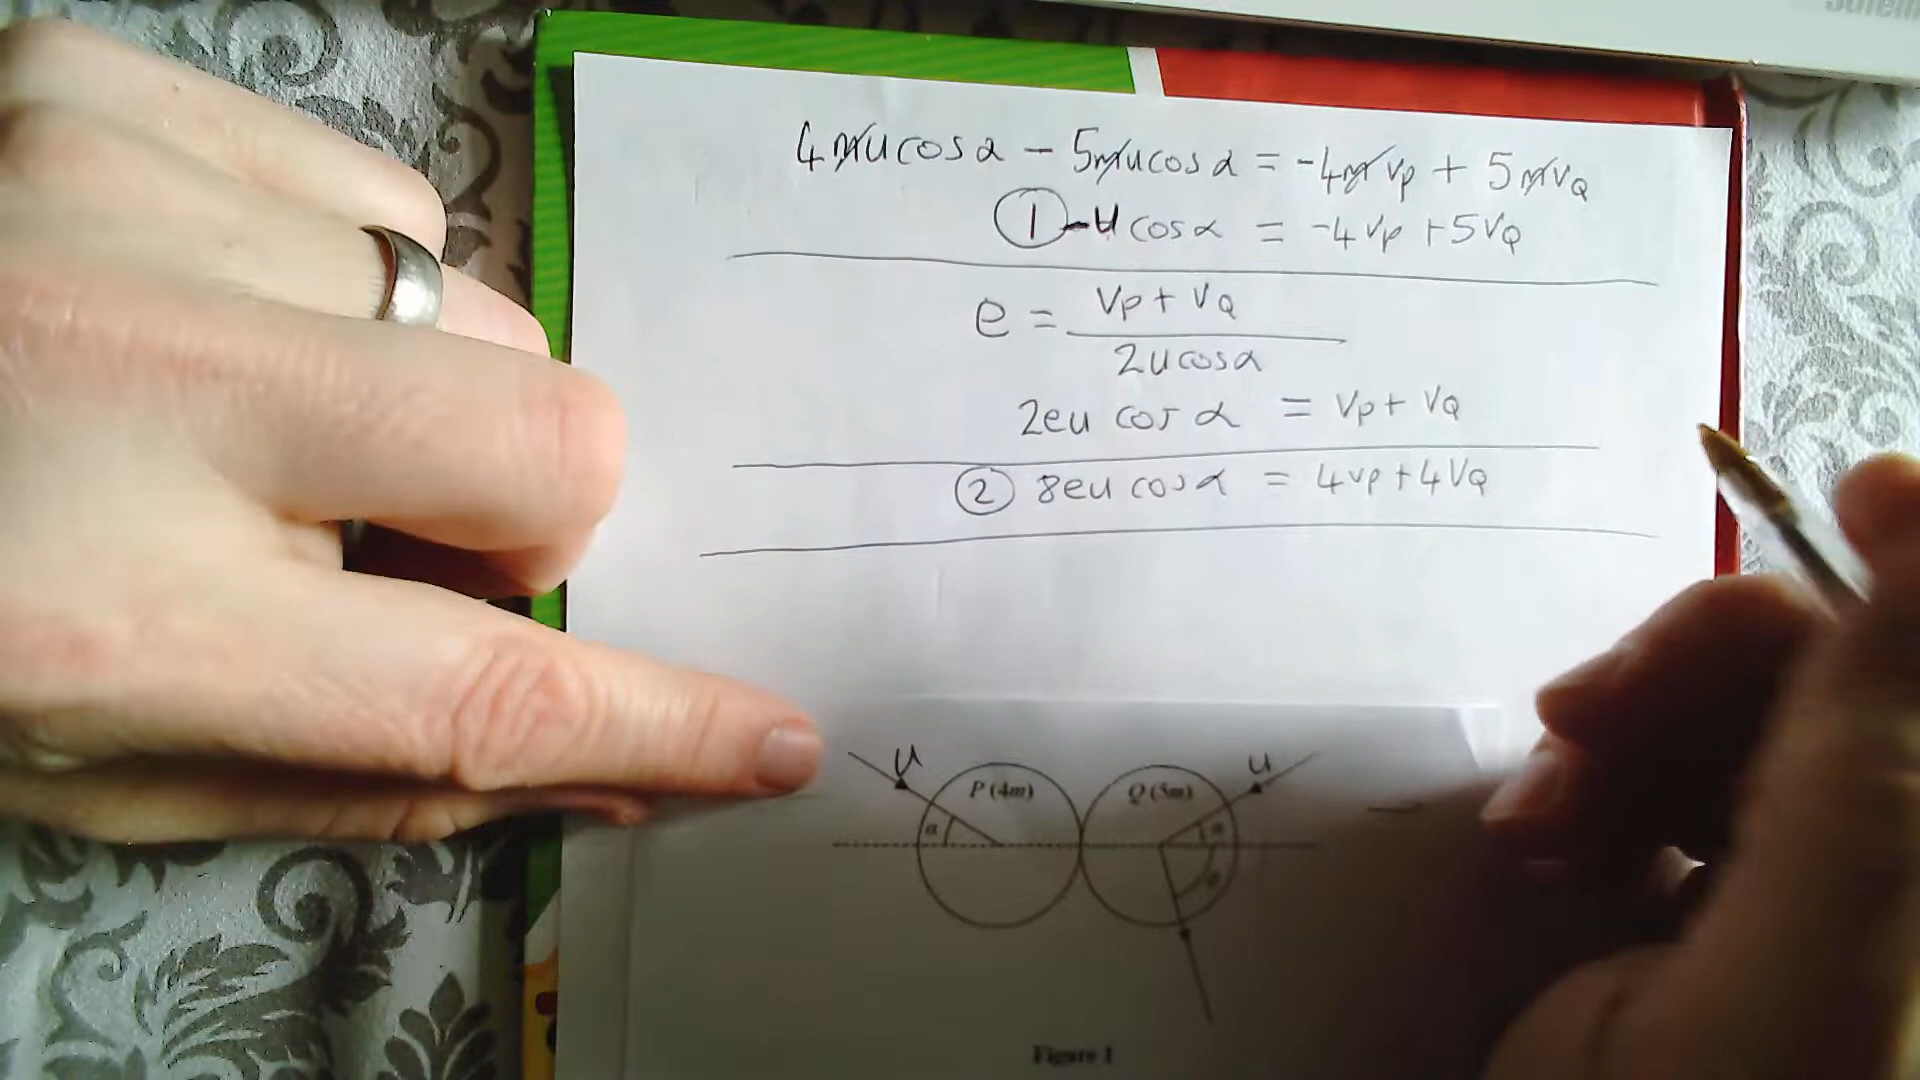 4mucosα - 5mucosα = -4mvp + 5mvQ
① -ucosα = -4vp + 5vQ
e = vp + vQ / 2ucosα
2eu cos α = vp + vQ
② 8eu cosα = 4vp + 4vQ
u u
P (4m) Q (5m)
α α
Figure 1